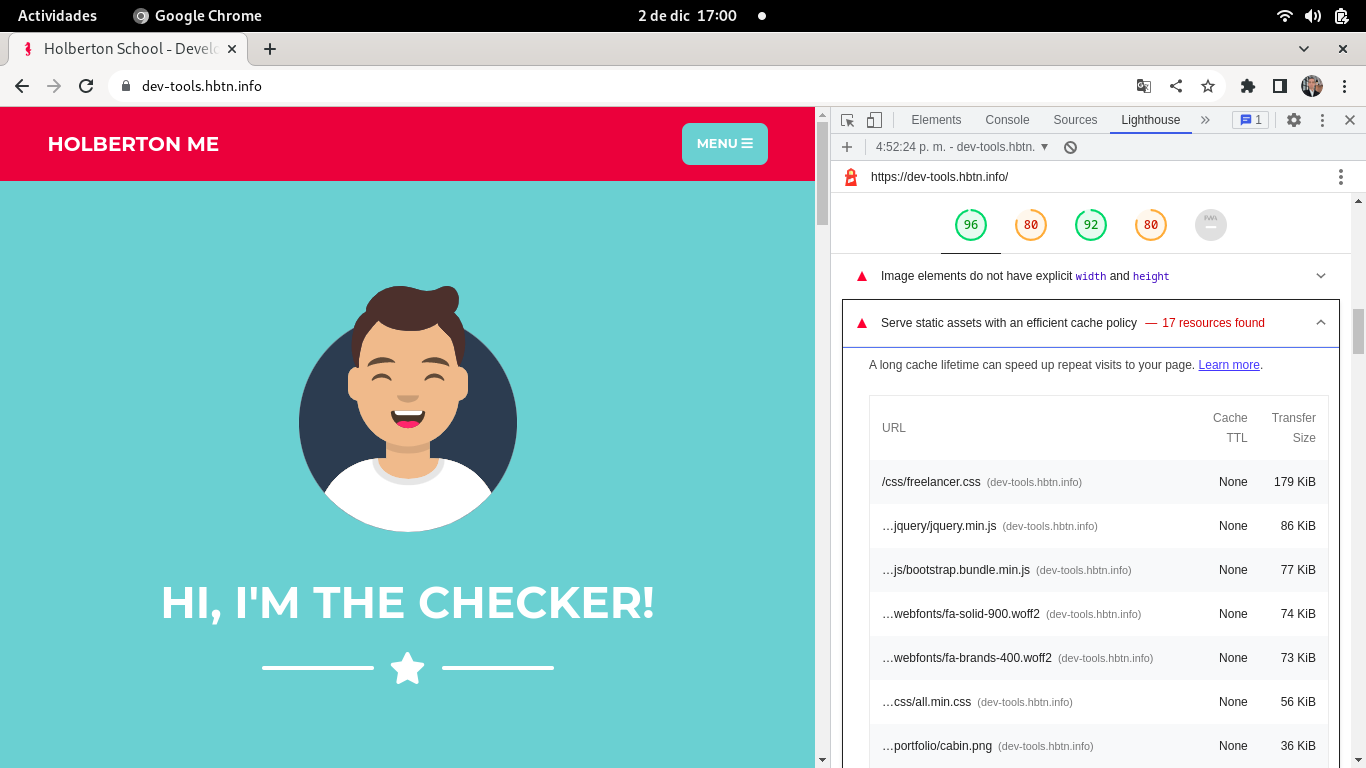 Actividades
Google Chrome
2 de dic 17:00
Holberton School - Develo
dev-tools.hbtn.info
HOLBERTON ME
MENU
HI, I'M THE CHECKER!
Elements
Console
Sources
Lighthouse
1
4:52:24 p. m. - dev-tools.hbtn.
https://dev-tools.hbtn.info/
96
80
92
80
PWA
Image elements do not have explicit width and height
Serve static assets with an efficient cache policy — 17 resources found
A long cache lifetime can speed up repeat visits to your page. Learn more.
URL
Cache TTL
Transfer Size
/css/freelancer.css (dev-tools.hbtn.info) None 179 KiB
…jquery/jquery.min.js (dev-tools.hbtn.info) None 86 KiB
…js/bootstrap.bundle.min.js (dev-tools.hbtn.info) None 77 KiB
…webfonts/fa-solid-900.woff2 (dev-tools.hbtn.info) None 74 KiB
…webfonts/fa-brands-400.woff2 (dev-tools.hbtn.info) None 73 KiB
…css/all.min.css (dev-tools.hbtn.info) None 56 KiB
…portfolio/cabin.png (dev-tools.hbtn.info) None 36 KiB